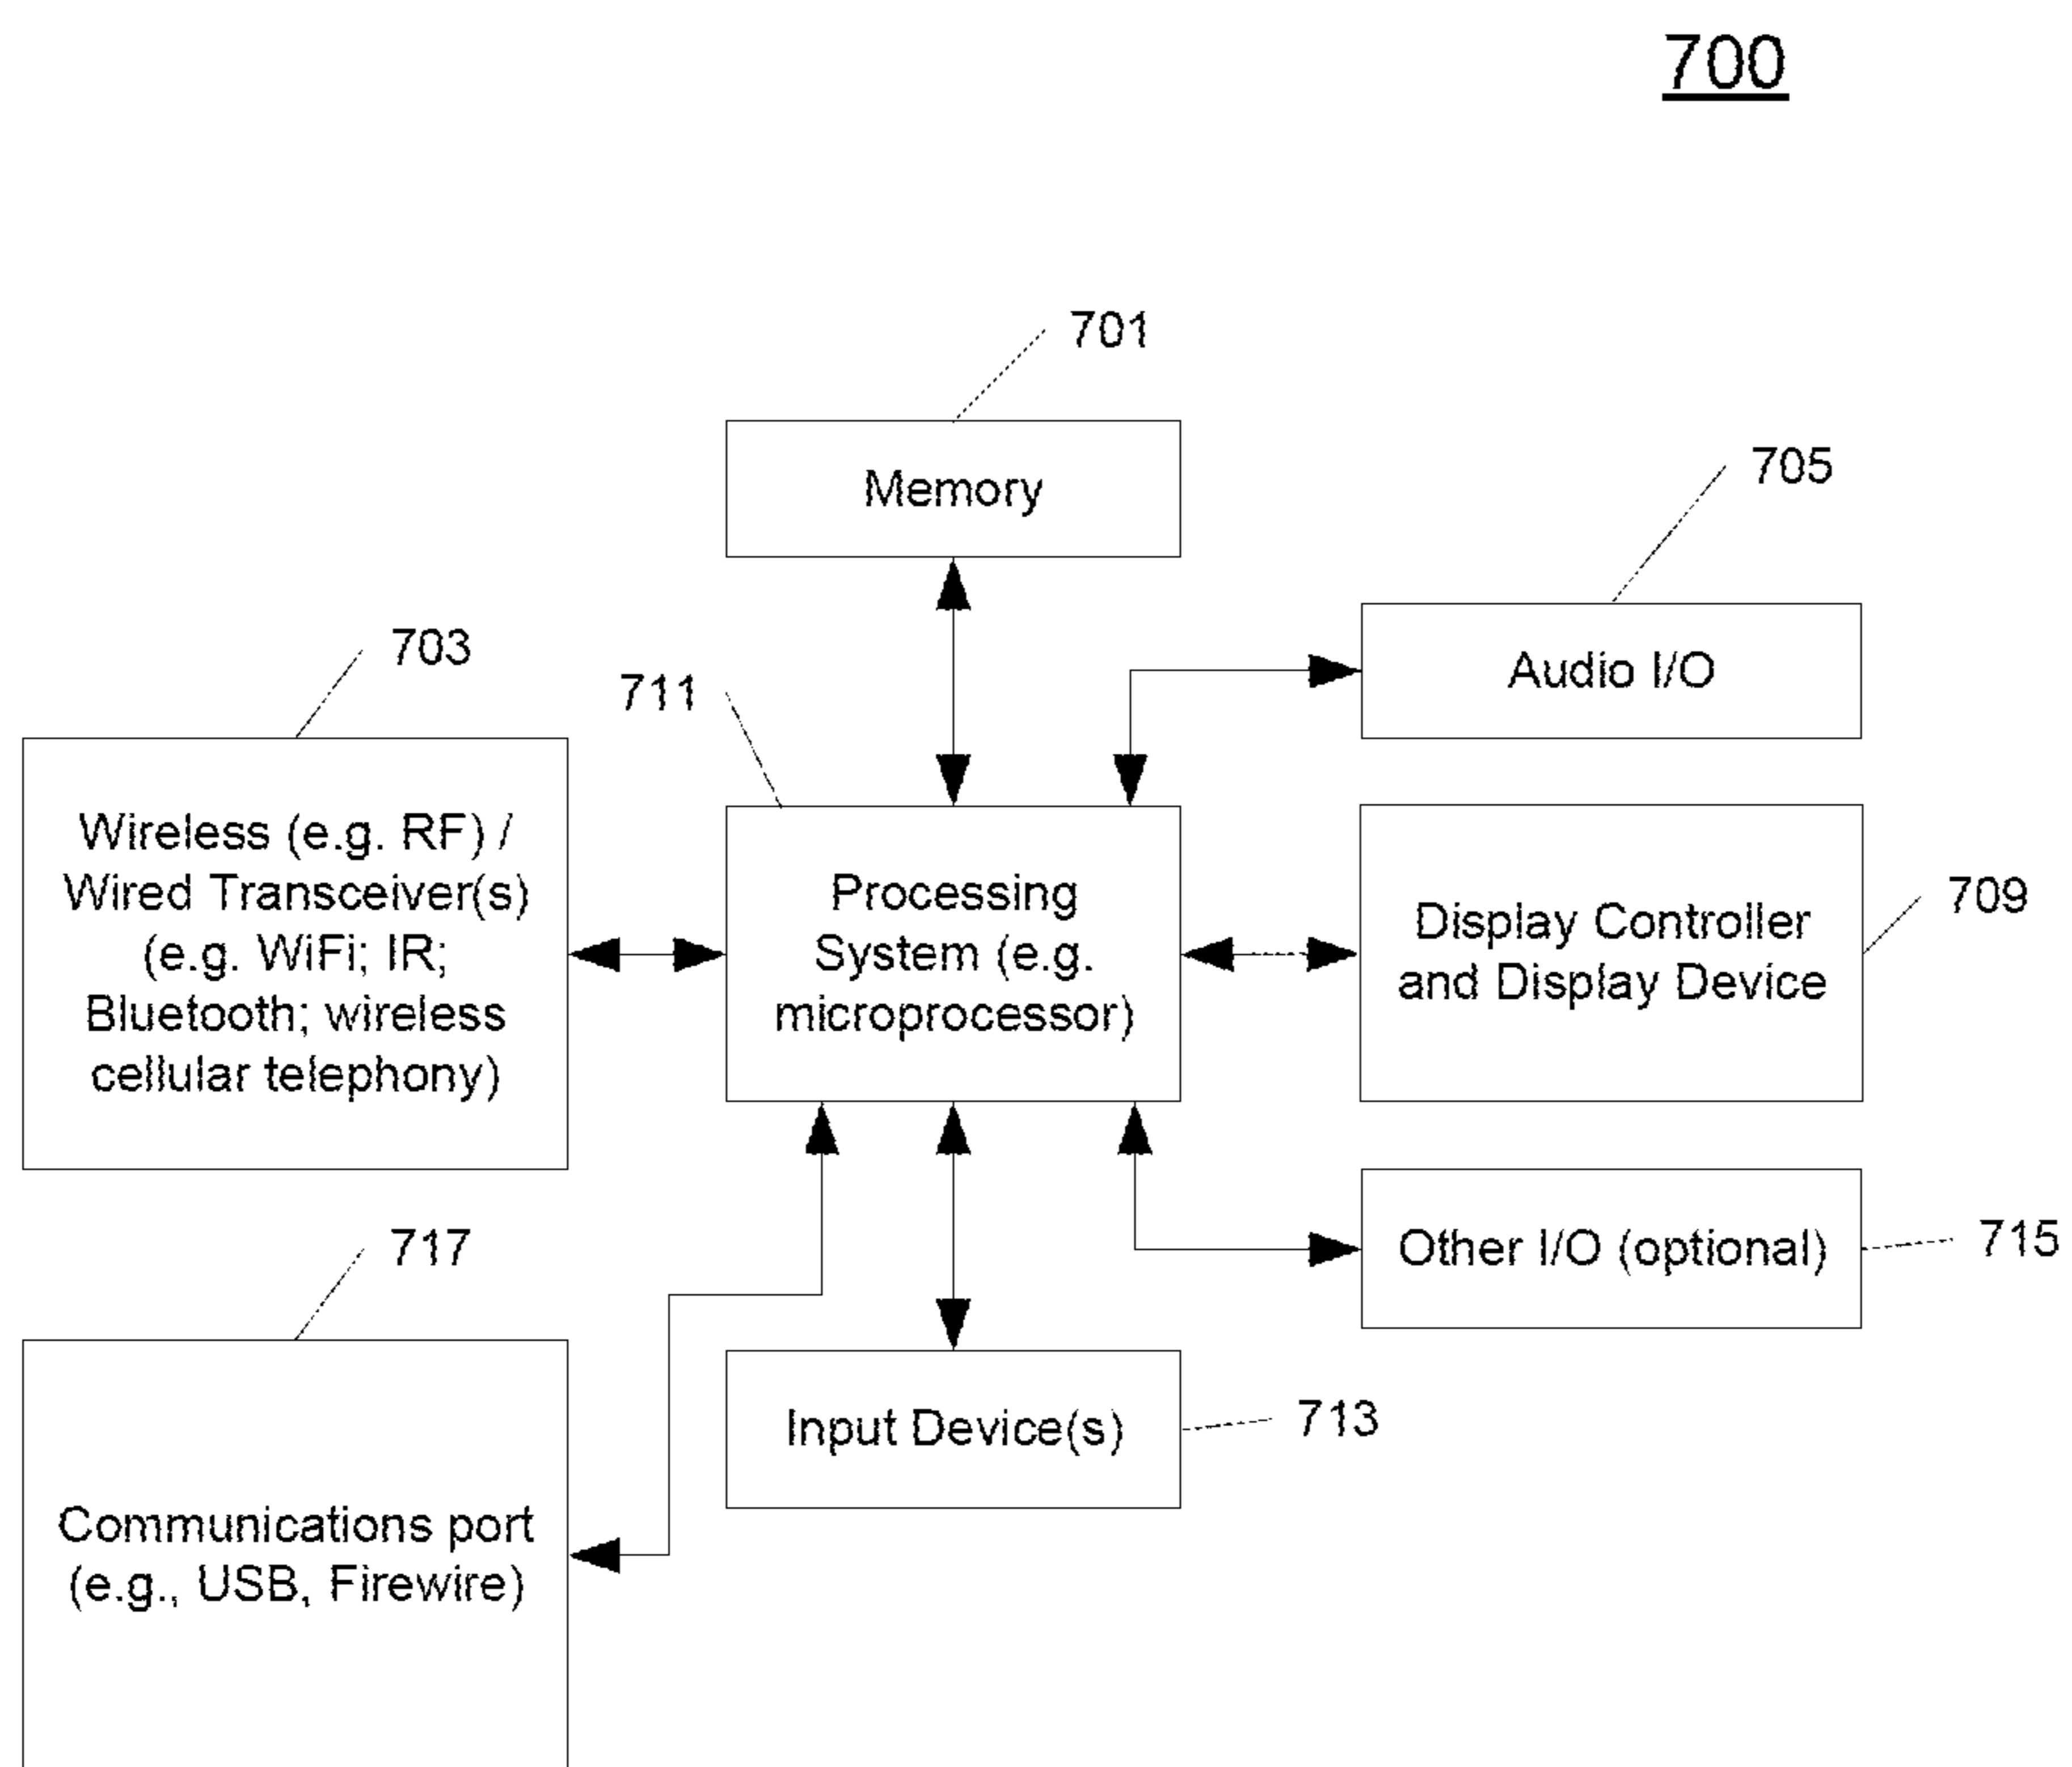 700
701
Memory
705
Audio I/O
703
711
Wireless (e.g. RF) /
Wired Transceiver(s)
(e.g. WiFi; IR;
Bluetooth; wireless
cellular telephony)
Processing
System (e.g.
microprocessor)
709
Display Controller
and Display Device
717
Other I/O (optional)
715
Input Device(s)
713
Communications port
(e.g., USB, Firewire)